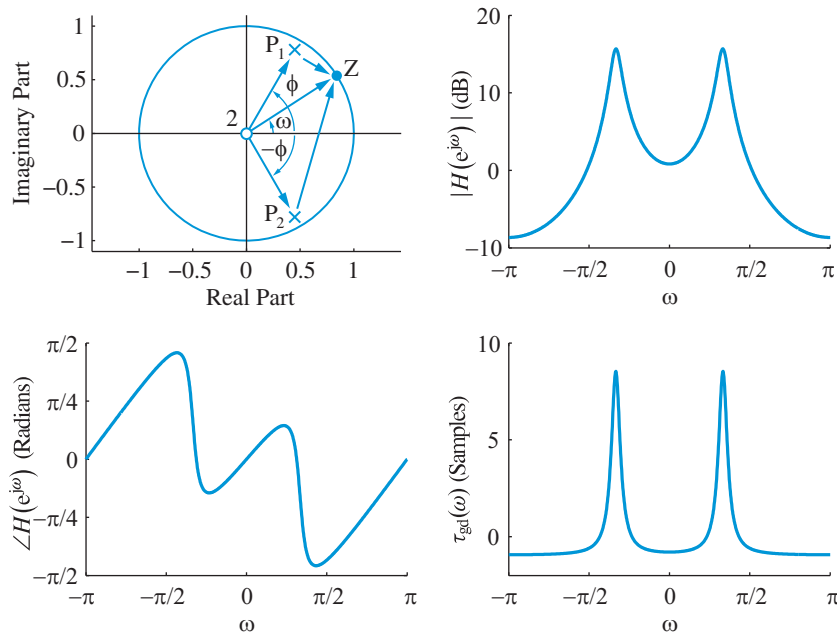 Imaginary Part
1
0.5
0
−0.5
−1
P1
Z
ϕ
2
ω
−ϕ
P2
−1 −0.5 0 0.5 1
Real Part
|H(e^jω)| (dB)
20
10
0
−10
−π −π/2 0 π/2 π
ω
∠H(e^jω) (Radians)
π/2
π/4
0
−π/4
−π/2
−π −π/2 0 π/2 π
ω
τgd(ω) (Samples)
10
5
0
−π −π/2 0 π/2 π
ω